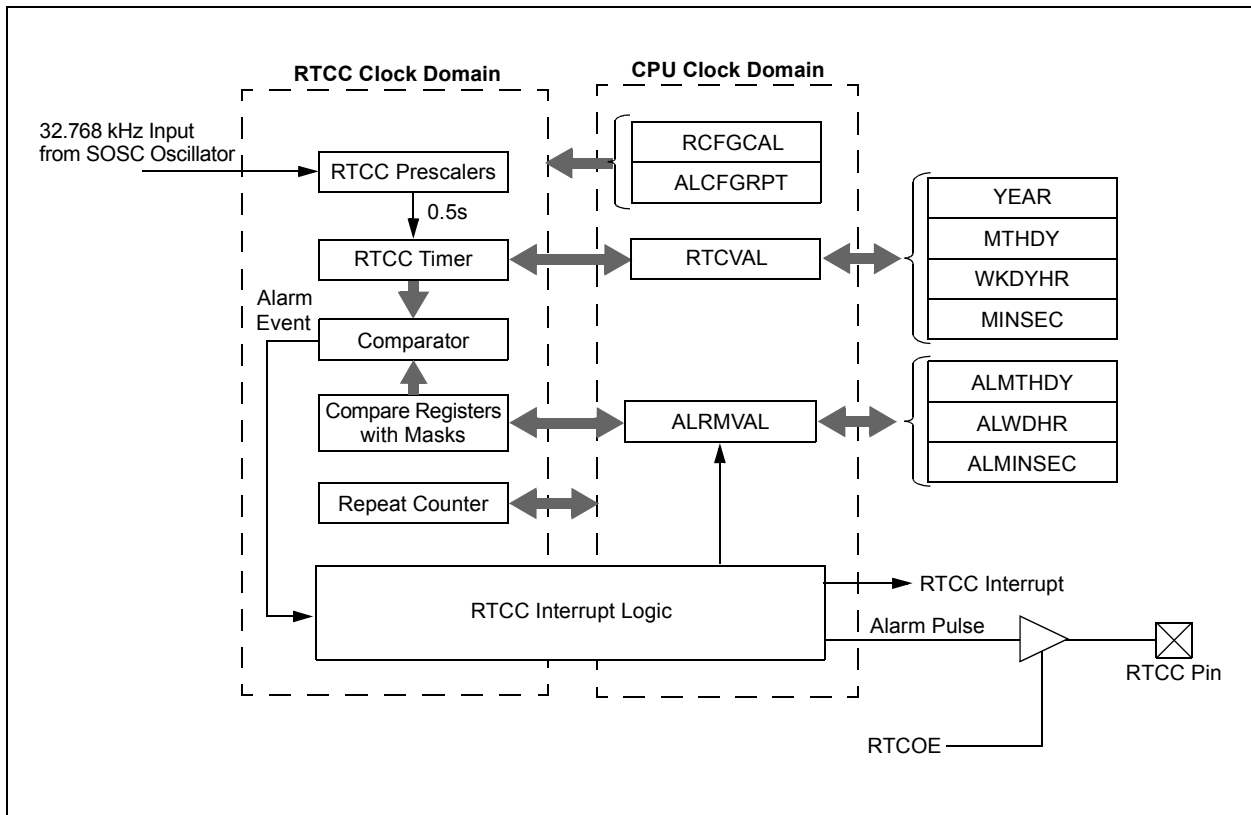 RTCC Clock Domain
CPU Clock Domain
32.768 kHz Input
from SOSC Oscillator
RTCC Prescalers
0.5s
RTCC Timer
Alarm
Event
Comparator
Compare Registers
with Masks
Repeat Counter
RCFGCAL
ALCFGRPT
RTCVAL
YEAR
MTHDY
WKDYHR
MINSEC
ALRMVAL
ALMTHDY
ALWDHR
ALMINSEC
RTCC Interrupt Logic
RTCC Interrupt
Alarm Pulse
RTCC Pin
RTCOE